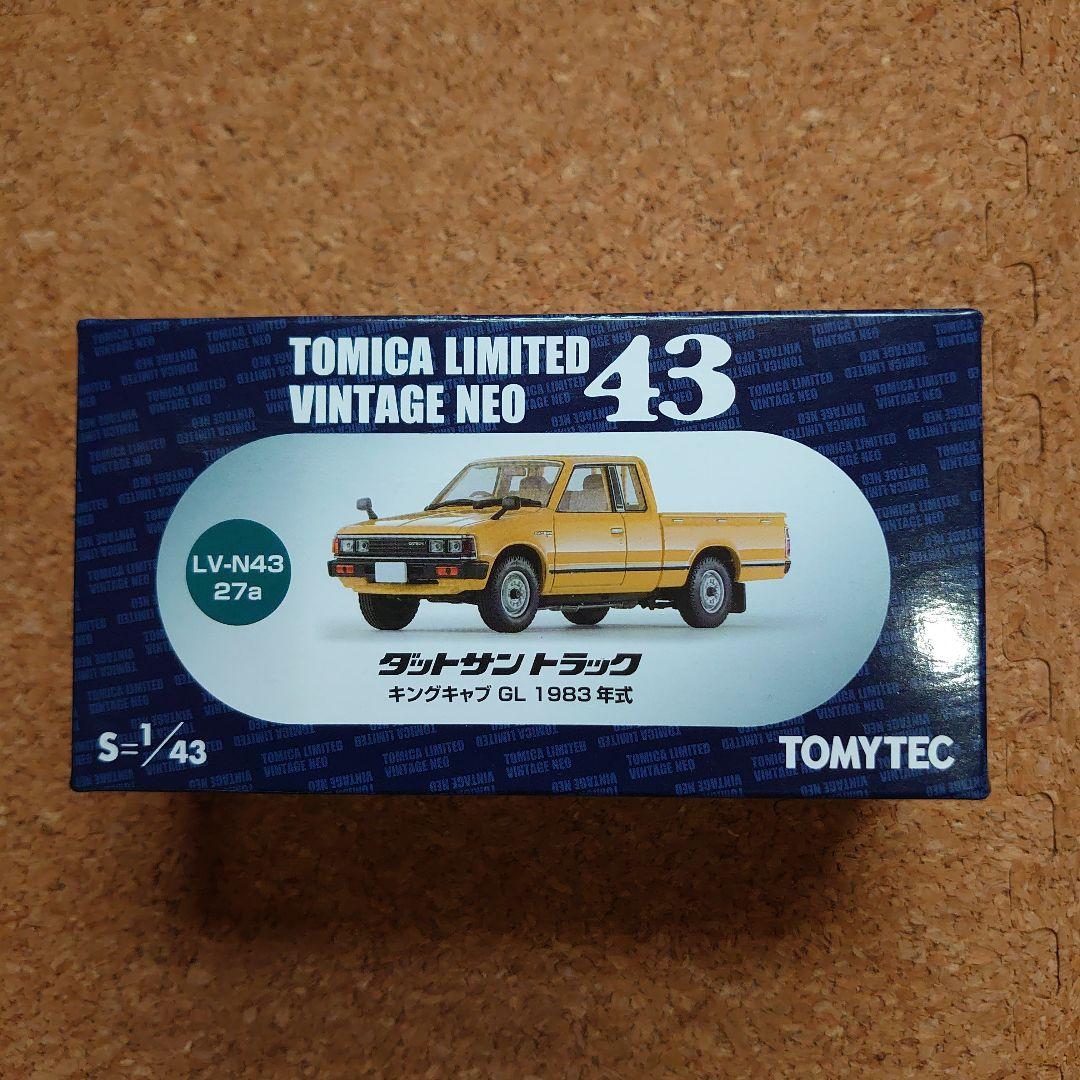 TOMICA LIMITED
VINTAGE NEO
43
LV-N43
27a
ダットサン トラック
キングキャブ GL 1983 年式
S=1/43
TOMYTEC